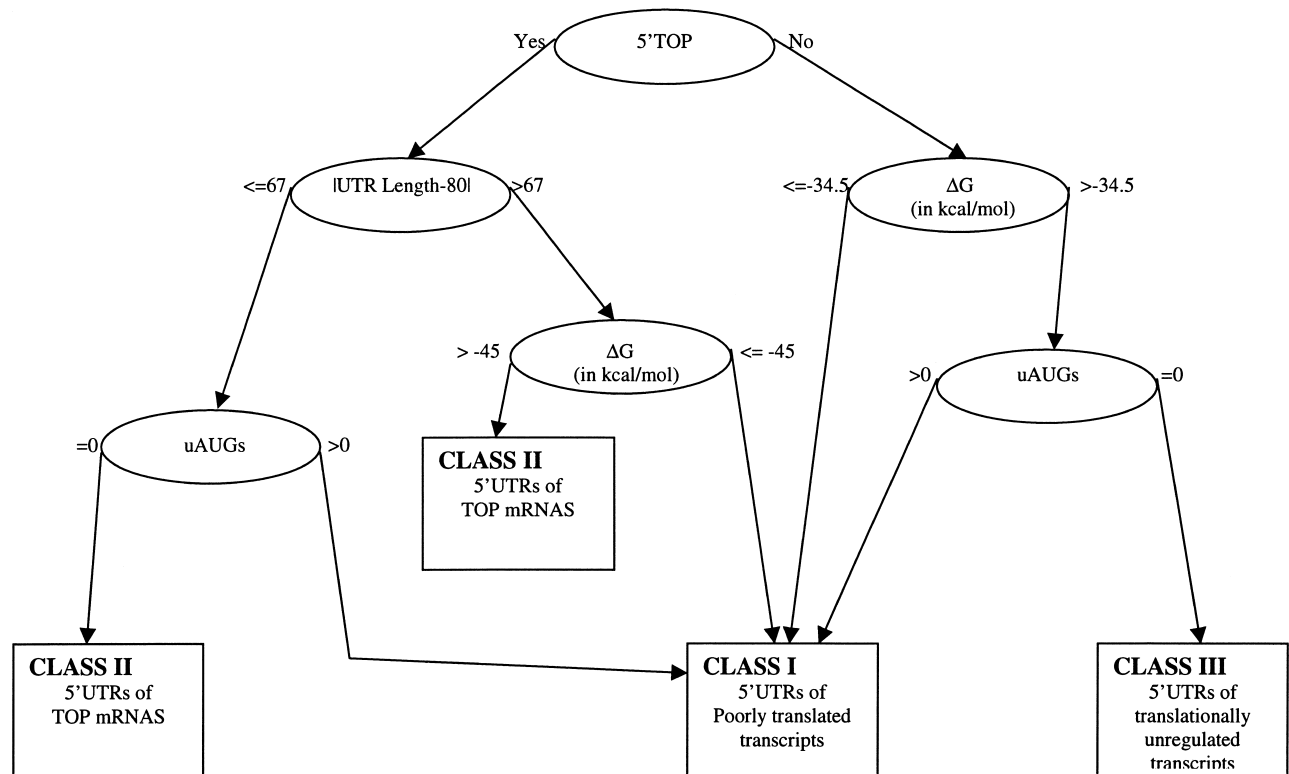 Yes
5'TOP
No
<=67
|UTR Length-80|
>67
<=-34.5
ΔG
(in kcal/mol)
>-34.5
> -45
ΔG
(in kcal/mol)
<= -45
>0
uAUGs
=0
=0
uAUGs
>0
CLASS II
5'UTRs of
TOP mRNAS
CLASS II
5'UTRs of
TOP mRNAS
CLASS I
5'UTRs of
Poorly translated
transcripts
CLASS III
5'UTRs of
translationally
unregulated
transcripts